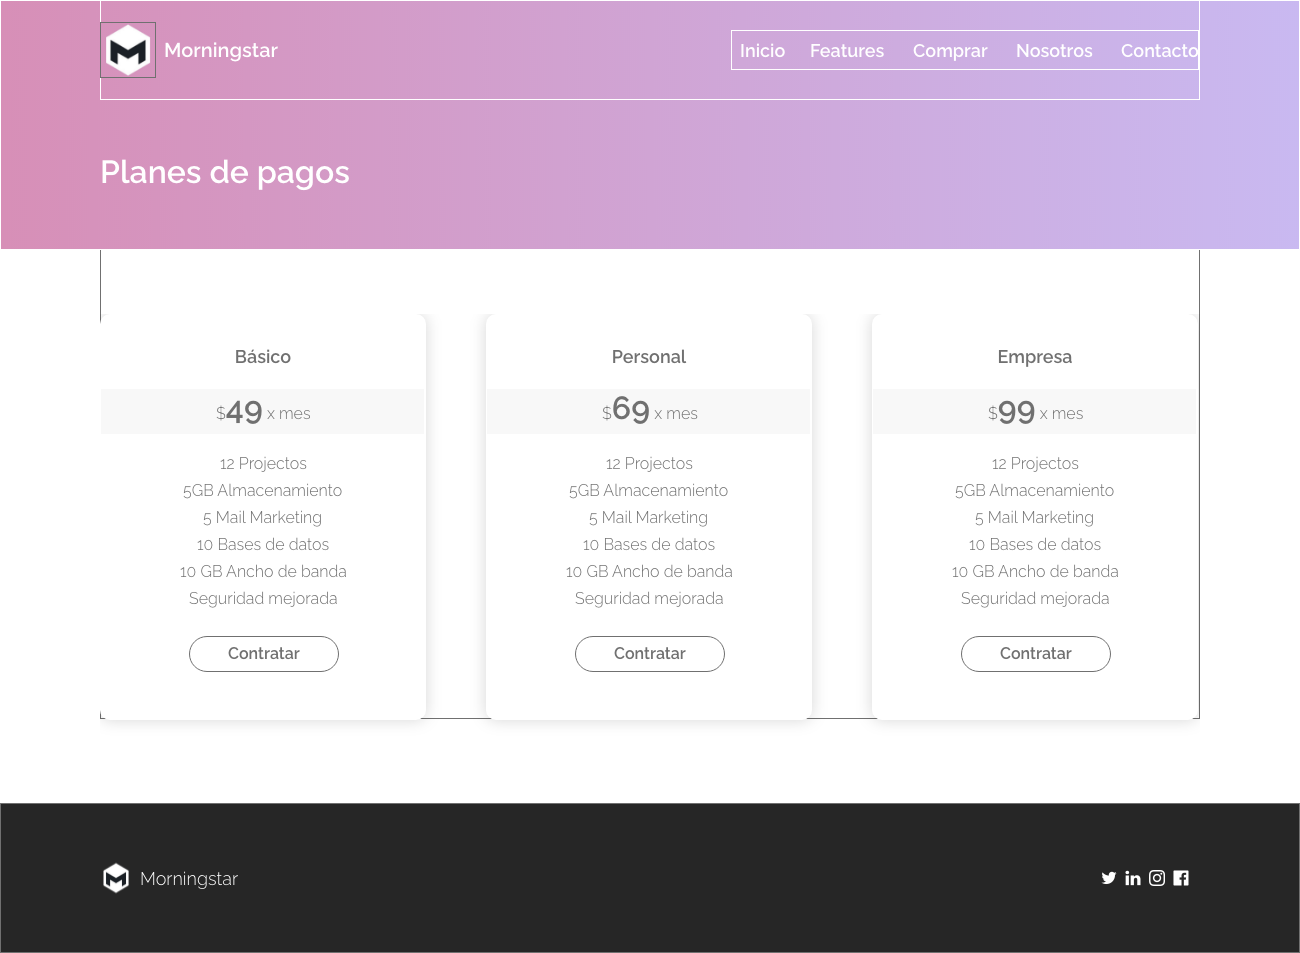 Morningstar
Inicio Features Comprar Nosotros Contacto
Planes de pagos
Básico
$49 x mes
12 Projectos
5GB Almacenamiento
5 Mail Marketing
10 Bases de datos
10 GB Ancho de banda
Seguridad mejorada
Contratar
Personal
$69 x mes
12 Projectos
5GB Almacenamiento
5 Mail Marketing
10 Bases de datos
10 GB Ancho de banda
Seguridad mejorada
Contratar
Empresa
$99 x mes
12 Projectos
5GB Almacenamiento
5 Mail Marketing
10 Bases de datos
10 GB Ancho de banda
Seguridad mejorada
Contratar
Morningstar